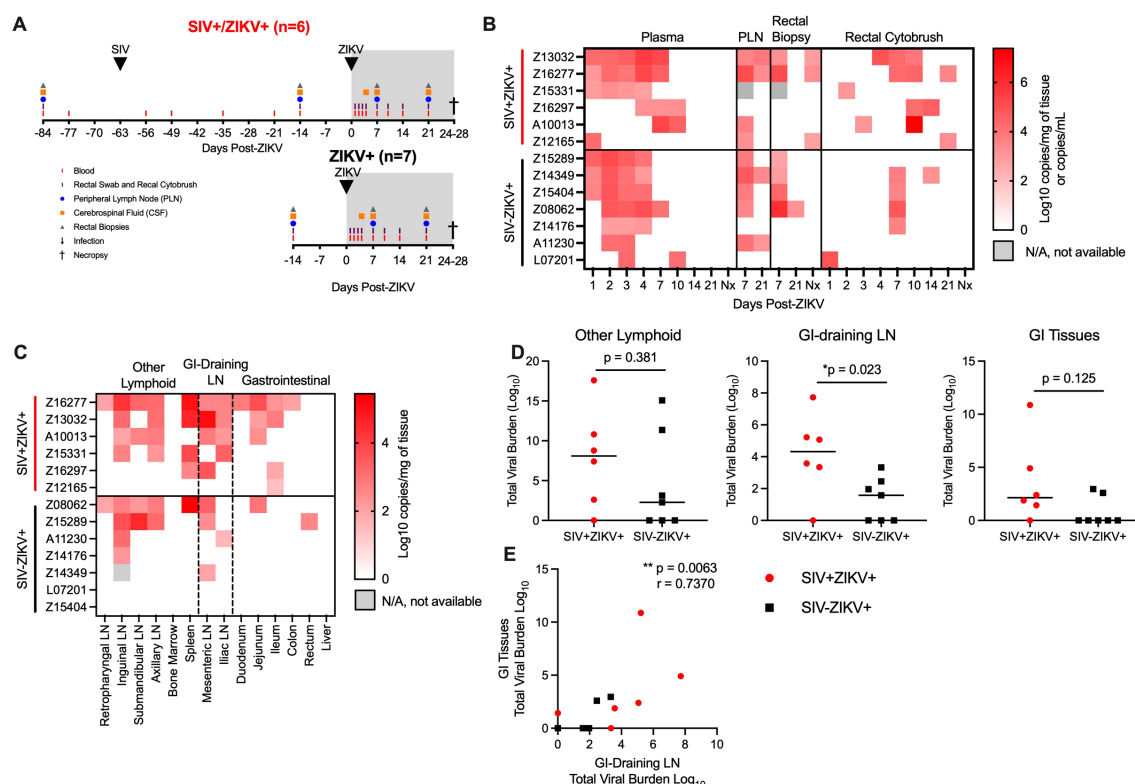 A
SIV+/ZIKV+ (n=6)
SIV
ZIKV
-84 -77 -70 -63 -56 -49 -42 -35 -28 -21 -14 -7 0 7 14 21 24-28
Days Post-ZIKV
ZIKV+ (n=7)
ZIKV
Blood
Rectal Swab and Recal Cytobrush
Peripheral Lymph Node (PLN)
Cerebrospinal Fluid (CSF)
Rectal Biopsies
Infection
Necropsy
-14 -7 0 7 14 21 24-28
Days Post-ZIKV
B
Plasma PLN Rectal Biopsy Rectal Cytobrush
SIV+ZIKV+
Z13032
Z16277
Z15331
Z16297
A10013
Z12165
SIV-ZIKV+
Z15289
Z14349
Z15404
Z08062
Z14176
A11230
L07201
1 2 3 4 7 10 14 21 Nx 7 21 7 21 Nx 1 2 3 4 7 10 14 21 Nx
Days Post-ZIKV
6
4
2
0
Log10 copies/mg of tissue
or copies/mL
N/A, not available
C
Other Lymphoid
GI-Draining LN
Gastrointestinal
SIV+ZIKV+
Z16277
Z13032
A10013
Z15331
Z16297
Z12165
SIV-ZIKV+
Z08062
Z15289
A11230
Z14176
Z14349
L07201
Z15404
Retropharyngal LN
Inguinal LN
Submandibular LN
Axillary LN
Bone Marrow
Spleen
Mesenteric LN
Iliac LN
Duodenum
Jejunum
Ileum
Colon
Rectum
Liver
4
2
0
Log10 copies/mg of tissue
N/A, not available
D
Other Lymphoid
p = 0.381
Total Viral Burden (Log10)
20
15
10
5
0
SIV+ZIKV+ SIV-ZIKV+
GI-draining LN
*p = 0.023
Total Viral Burden (Log10)
10
8
6
4
2
0
SIV+ZIKV+ SIV-ZIKV+
GI Tissues
p = 0.125
Total Viral Burden (Log10)
15
10
5
0
SIV+ZIKV+ SIV-ZIKV+
E
** p = 0.0063
r = 0.7370
GI Tissues
Total Viral Burden Log10
15
10
5
0
0 2 4 6 8 10
GI-Draining LN
Total Viral Burden Log10
SIV+ZIKV+
SIV-ZIKV+